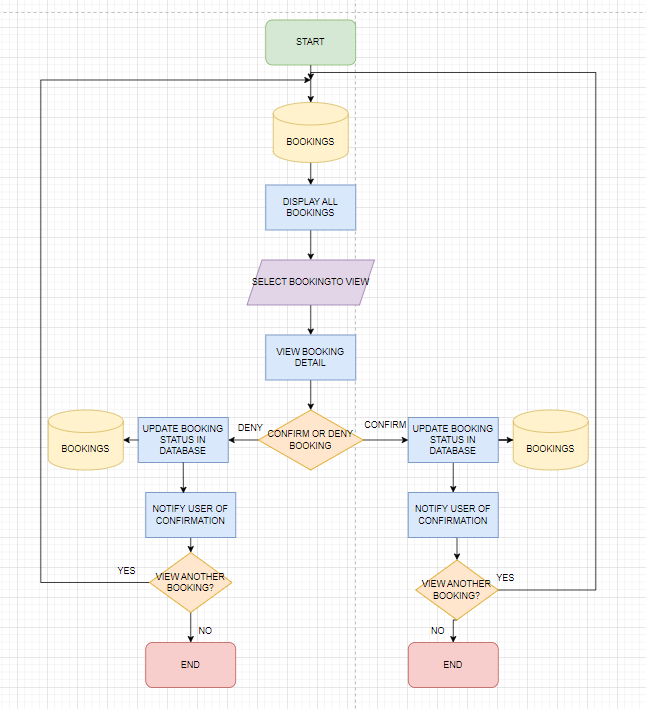 START
BOOKINGS
DISPLAY ALL
BOOKINGS
SELECT BOOKINGTO VIEW
VIEW BOOKING
DETAIL
CONFIRM OR DENY
BOOKING
DENY
CONFIRM
UPDATE BOOKING
STATUS IN
DATABASE
BOOKINGS
NOTIFY USER OF
CONFIRMATION
VIEW ANOTHER
BOOKING?
YES
NO
END
UPDATE BOOKING
STATUS IN
DATABASE
BOOKINGS
NOTIFY USER OF
CONFIRMATION
VIEW ANOTHER
BOOKING?
YES
NO
END